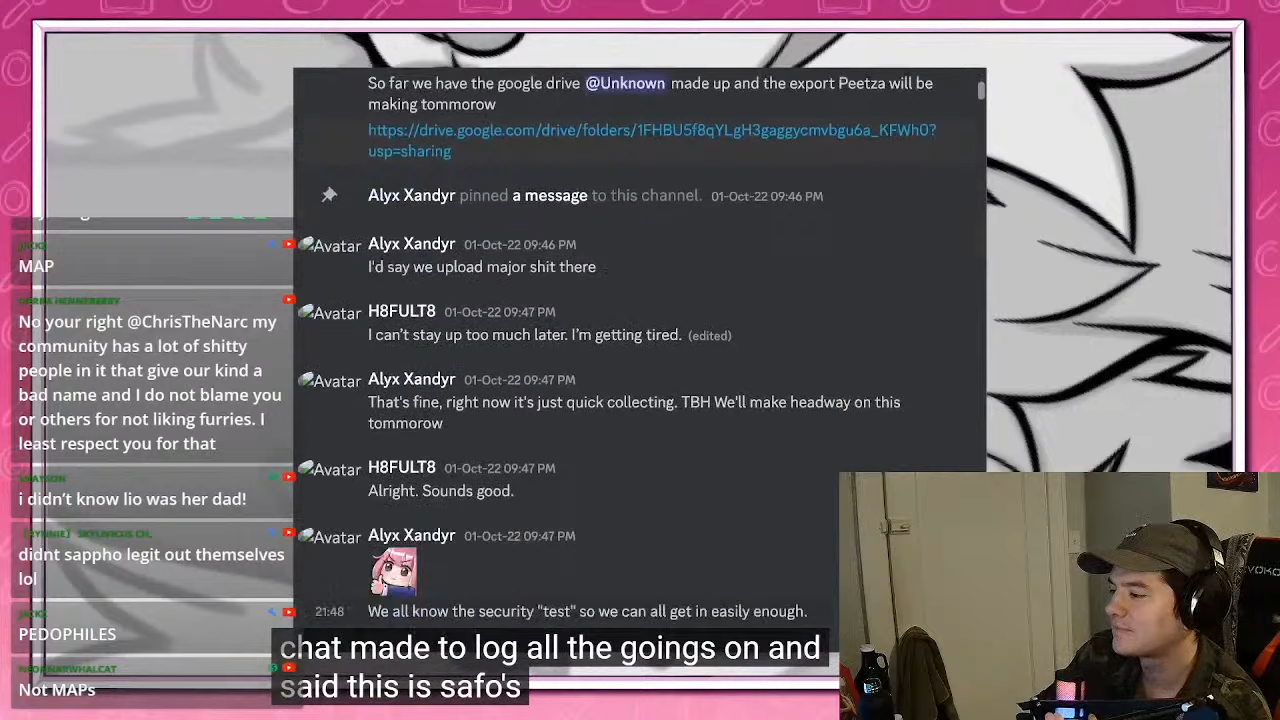 So far we have the google drive @Unknown made up and the export Peetza will be
making tommorow
https://drive.google.com/drive/folders/1FHBU5f8qYLgH3gaggycmvbgu6a_KFWh0?
usp=sharing
Alyx Xandyr pinned a message to this channel. 01-Oct-22 09:46 PM
Avatar Alyx Xandyr 01-Oct-22 09:46 PM
I'd say we upload major shit there
Avatar H8FULT8 01-Oct-22 09:47 PM
I can't stay up too much later. I'm getting tired. (edited)
Avatar Alyx Xandyr 01-Oct-22 09:47 PM
That's fine, right now it's just quick collecting. TBH We'll make headway on this
tommorow
Avatar H8FULT8 01-Oct-22 09:47 PM
Alright. Sounds good.
Avatar Alyx Xandyr 01-Oct-22 09:47 PM
21:48 We all know the security "test" so we can all get in easily enough.
MAP
DEREK HENNEBERRY
No your right @ChrisTheNarc my
community has a lot of shitty
people in it that give our kind a
bad name and I do not blame you
or others for not liking furries. I
least respect you for that
i didn't know lio was her dad!
didnt sappho legit out themselves
lol
PEDOPHILES
NEONNARWHALCAT
Not MAPs
chat made to log all the goings on and
said this is safo's